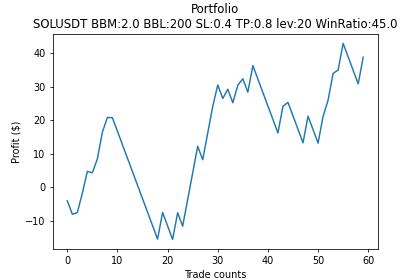 Portfolio
SOLUSDT BBM:2.0 BBL:200 SL:0.4 TP:0.8 lev:20 WinRatio:45.0
Profit ($)
40
30
20
10
0
−10
0 10 20 30 40 50 60
Trade counts